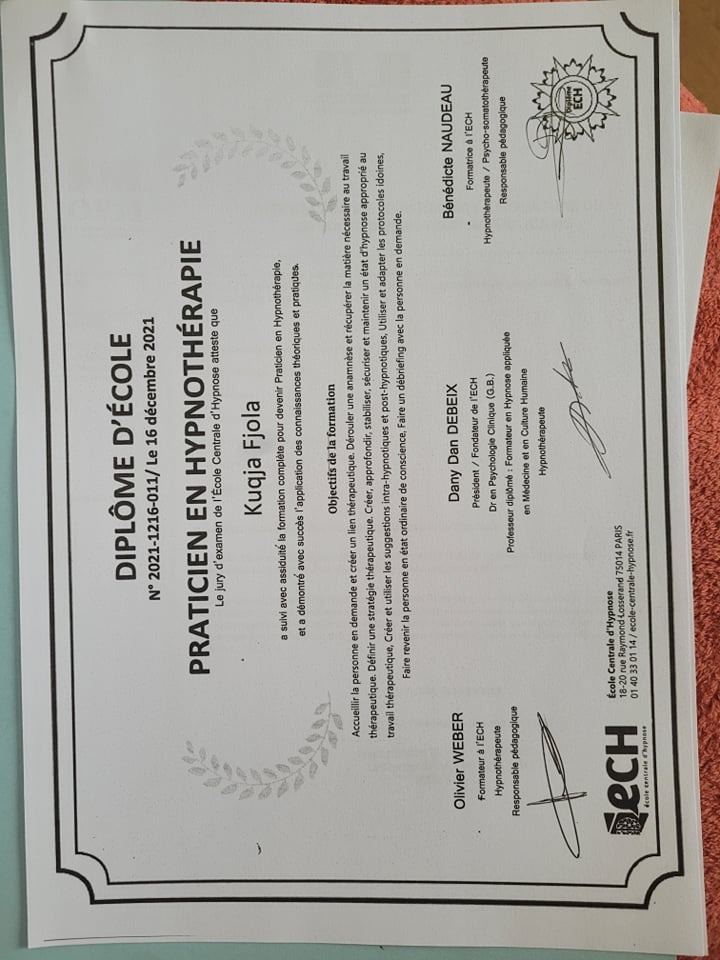 DIPLÔME D'ÉCOLE
N° 2021-1216-011/ Le 16 décembre 2021
PRATICIEN EN HYPNOTHÉRAPIE
Le jury d'examen de l'École Centrale d'Hypnose atteste que
Kuqja Fjola
a suivi avec assiduité la formation complète pour devenir Praticien en Hypnothérapie,
et a démontré avec succès l'application des connaissances théoriques et pratiques.
Objectifs de la formation
Accueillir la personne en demande et créer un lien thérapeutique. Dérouler une anamnèse et récupérer la matière nécessaire au travail
thérapeutique. Définir une stratégie thérapeutique. Créer, approfondir, stabiliser, sécuriser et maintenir un état d'hypnose approprié au
travail thérapeutique, Créer et utiliser les suggestions intra-hypnotiques et post-hypnotiques, Utiliser et adapter les protocoles idoines,
Faire revenir la personne en état ordinaire de conscience, Faire un débriefing avec la personne en demande.
Olivier WEBER
Formateur à l'ECH
Hypnothérapeute
Responsable pédagogique
Dany Dan DEBEIX
Président / Fondateur de l'ECH
Dr en Psychologie Clinique (G.B.)
Professeur diplômé : Formateur en Hypnose appliquée
en Médecine et en Culture Humaine
Hypnothérapeute
Bénédicte NAUDEAU
Formatrice à l'ECH
Hypnothérapeute / Psycho-somatothérapeute
Responsable pédagogique
Diplôme
ECH
ECH
école centrale d'hypnose
École Centrale d'Hypnose
18-20 rue Raymond Losserand 75014 PARIS
01 40 33 01 14 / ecole-centrale-hypnose.fr